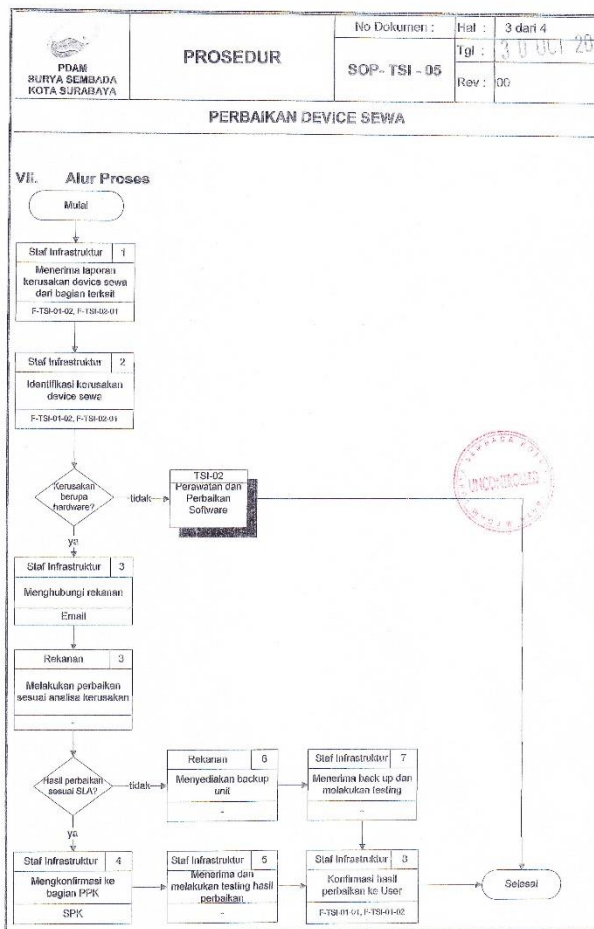 PDAM
SURYA SEMBADA
KOTA SURABAYA
PROSEDUR
No Dokumen :
SOP- TSI - 05
Hal : 3 dari 4
Tgl : 30 OCT 20
Rev : 00
PERBAIKAN DEVICE SEWA
VII. Alur Proses
Mulai
Staf Infrastruktur 1
Menerima laporan
kerusakan device sewa
dari bagian terkait
F-TSI-01-02, F-TSI-02-01
Staf Infrastruktur 2
Identifikasi kerusakan
device sewa
F-TSI-01-02, F-TSI-02-01
Kerusakan
berupa
hardware?
tidak
TSI-02
Perawatan dan
Perbaikan
Software
UNCONTROLLED
ya
Staf Infrastruktur 3
Menghubungi rekanan
Email
Rekanan 3
Melakukan perbaikan
sesuai analisa kerusakan
-
Hasil perbaikan
sesuai SLA?
tidak
Rekanan 6
Menyediakan backup
unit
-
Staf Infrastruktur 7
Menerima back up dan
melakukan testing
-
ya
Staf Infrastruktur 4
Mengkonfirmasi ke
bagian PPK
SPK
Staf Infrastruktur 5
Menerima dan
melakukan testing hasil
perbaikan
-
Staf Infrastruktur 3
Konfirmasi hasil
perbaikan ke User
F-TSI-01-01, F-TSI-01-02
Selesai